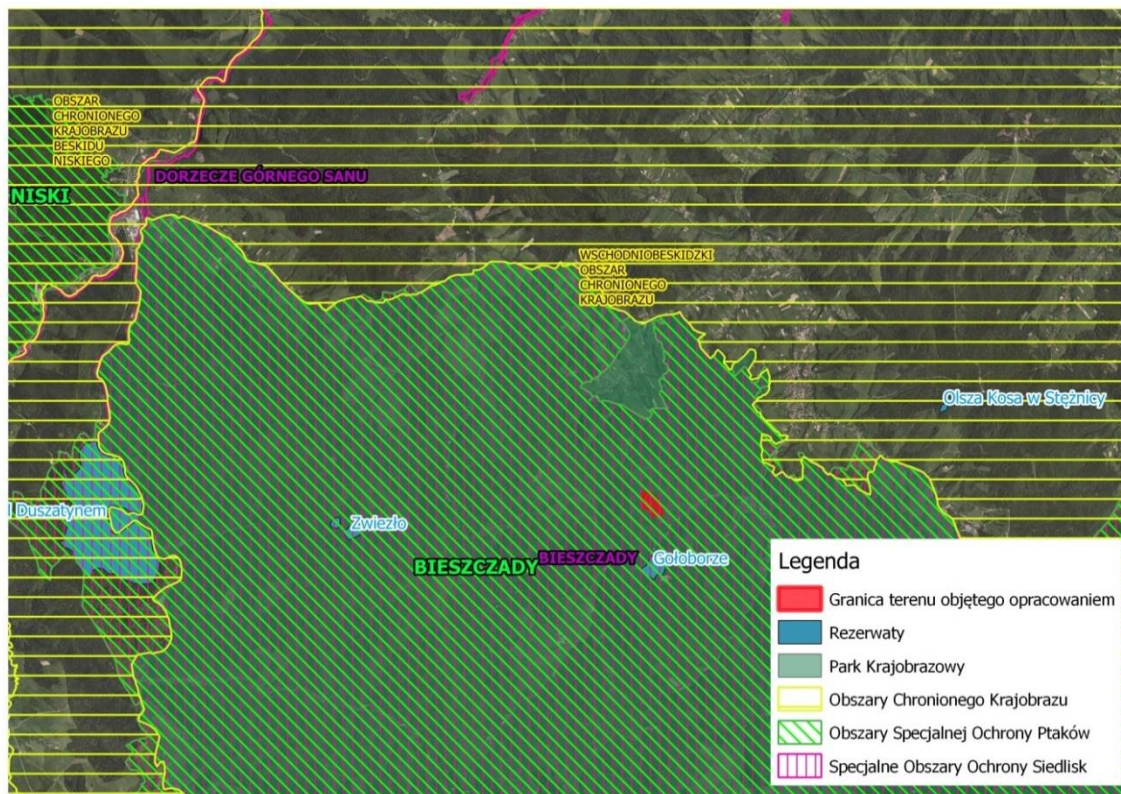 OBSZAR
CHRONIONEGO
KRAJOBRAZU
BESKIDU
NISKIEGO
DORZECZE GÓRNEGO SANU
NISKI
WSCHODNIOBESKIDZKI
OBSZAR
CHRONIONEGO
KRAJOBRAZU
Olsza Kosa w Stężnicy
Duszatynem
Zwiezło
BIESZCZADY
BIESZCZADY
Gołoborze
Legenda
Granica terenu objętego opracowaniem
Rezerwaty
Park Krajobrazowy
Obszary Chronionego Krajobrazu
Obszary Specjalnej Ochrony Ptaków
Specjalne Obszary Ochrony Siedlisk